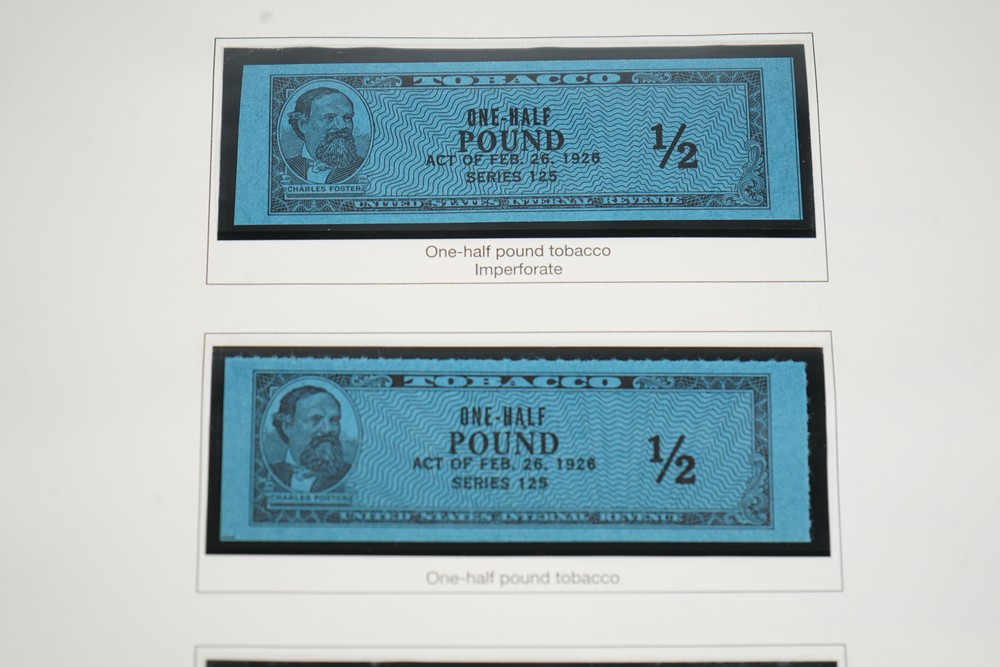 TOBACCO
ONE-HALF
POUND
ACT OF FEB. 26, 1926
SERIES 125
1/2
CHARLES FOSTER
UNITED STATES INTERNAL REVENUE
One-half pound tobacco
Imperforate
TOBACCO
ONE-HALF
POUND
ACT OF FEB. 26, 1926
SERIES 125
1/2
CHARLES FOSTER
UNITED STATES INTERNAL REVENUE
One-half pound tobacco